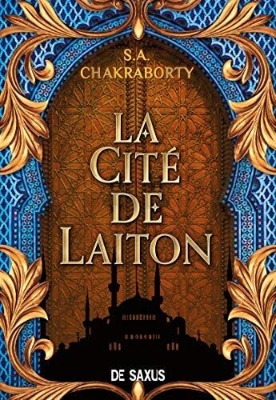 S.A.
CHAKRABORTY
LA
CITÉ
DE
LAITON
DE SAXUS